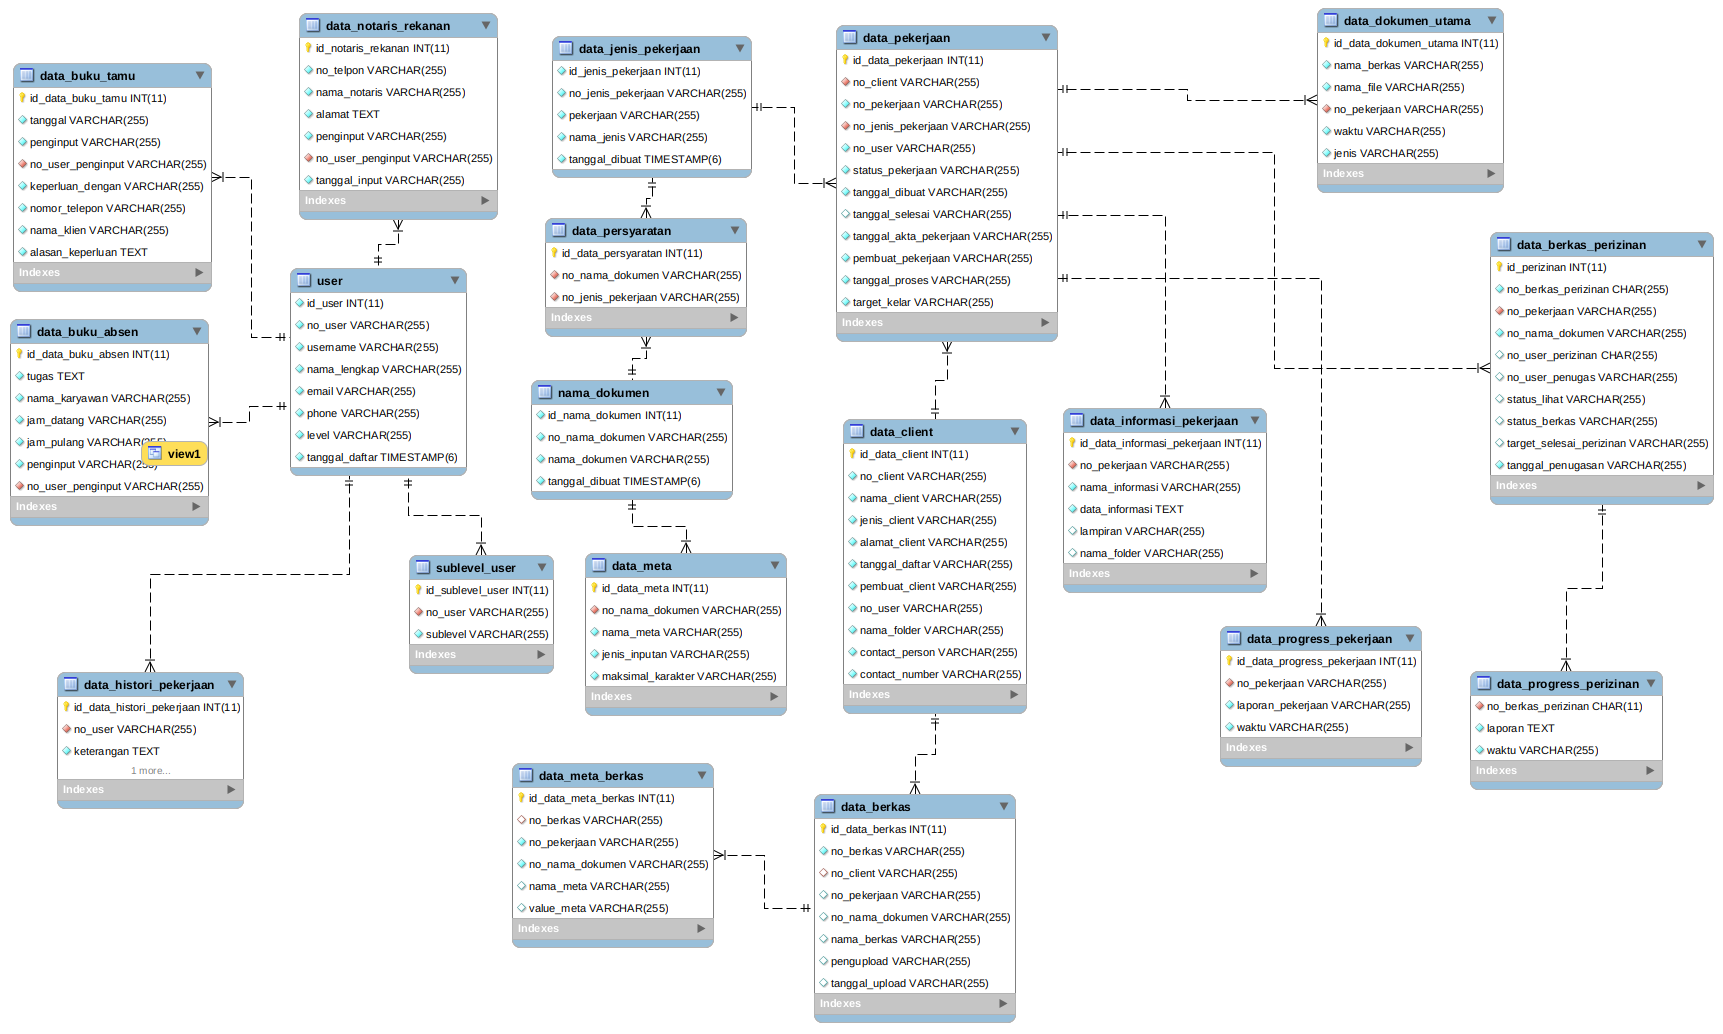 data_notaris_rekanan
id_notaris_rekanan INT(11)
no_telpon VARCHAR(255)
nama_notaris VARCHAR(255)
alamat TEXT
penginput VARCHAR(255)
no_user_penginput VARCHAR(255)
tanggal_input VARCHAR(255)
Indexes
data_buku_tamu
id_data_buku_tamu INT(11)
tanggal VARCHAR(255)
penginput VARCHAR(255)
no_user_penginput VARCHAR(255)
keperluan_dengan VARCHAR(255)
nomor_telepon VARCHAR(255)
nama_klien VARCHAR(255)
alasan_keperluan TEXT
Indexes
data_buku_absen
id_data_buku_absen INT(11)
tugas TEXT
nama_karyawan VARCHAR(255)
jam_datang VARCHAR(255)
jam_pulang VARCHAR(255)
penginput VARCHAR(255)
no_user_penginput VARCHAR(255)
Indexes
view1
user
id_user INT(11)
no_user VARCHAR(255)
username VARCHAR(255)
nama_lengkap VARCHAR(255)
email VARCHAR(255)
phone VARCHAR(255)
level VARCHAR(255)
tanggal_daftar TIMESTAMP(6)
data_histori_pekerjaan
id_data_histori_pekerjaan INT(11)
no_user VARCHAR(255)
keterangan TEXT
1 more...
Indexes
sublevel_user
id_sublevel_user INT(11)
no_user VARCHAR(255)
sublevel VARCHAR(255)
Indexes
data_jenis_pekerjaan
id_jenis_pekerjaan INT(11)
no_jenis_pekerjaan VARCHAR(255)
pekerjaan VARCHAR(255)
nama_jenis VARCHAR(255)
tanggal_dibuat TIMESTAMP(6)
data_persyaratan
id_data_persyaratan INT(11)
no_nama_dokumen VARCHAR(255)
no_jenis_pekerjaan VARCHAR(255)
Indexes
nama_dokumen
id_nama_dokumen INT(11)
no_nama_dokumen VARCHAR(255)
nama_dokumen VARCHAR(255)
tanggal_dibuat TIMESTAMP(6)
data_meta
id_data_meta INT(11)
no_nama_dokumen VARCHAR(255)
nama_meta VARCHAR(255)
jenis_inputan VARCHAR(255)
maksimal_karakter VARCHAR(255)
Indexes
data_meta_berkas
id_data_meta_berkas INT(11)
no_berkas VARCHAR(255)
no_pekerjaan VARCHAR(255)
no_nama_dokumen VARCHAR(255)
nama_meta VARCHAR(255)
value_meta VARCHAR(255)
Indexes
data_pekerjaan
id_data_pekerjaan INT(11)
no_client VARCHAR(255)
no_pekerjaan VARCHAR(255)
no_jenis_pekerjaan VARCHAR(255)
no_user VARCHAR(255)
status_pekerjaan VARCHAR(255)
tanggal_dibuat VARCHAR(255)
tanggal_selesai VARCHAR(255)
tanggal_akta_pekerjaan VARCHAR(255)
pembuat_pekerjaan VARCHAR(255)
tanggal_proses VARCHAR(255)
target_kelar VARCHAR(255)
Indexes
data_client
id_data_client INT(11)
no_client VARCHAR(255)
nama_client VARCHAR(255)
jenis_client VARCHAR(255)
alamat_client VARCHAR(255)
tanggal_daftar VARCHAR(255)
pembuat_client VARCHAR(255)
no_user VARCHAR(255)
nama_folder VARCHAR(255)
contact_person VARCHAR(255)
contact_number VARCHAR(255)
Indexes
data_berkas
id_data_berkas INT(11)
no_berkas VARCHAR(255)
no_client VARCHAR(255)
no_pekerjaan VARCHAR(255)
no_nama_dokumen VARCHAR(255)
nama_berkas VARCHAR(255)
pengupload VARCHAR(255)
tanggal_upload VARCHAR(255)
Indexes
data_dokumen_utama
id_data_dokumen_utama INT(11)
nama_berkas VARCHAR(255)
nama_file VARCHAR(255)
no_pekerjaan VARCHAR(255)
waktu VARCHAR(255)
jenis VARCHAR(255)
Indexes
data_informasi_pekerjaan
id_data_informasi_pekerjaan INT(11)
no_pekerjaan VARCHAR(255)
nama_informasi VARCHAR(255)
data_informasi TEXT
lampiran VARCHAR(255)
nama_folder VARCHAR(255)
Indexes
data_berkas_perizinan
id_perizinan INT(11)
no_berkas_perizinan CHAR(255)
no_pekerjaan VARCHAR(255)
no_nama_dokumen VARCHAR(255)
no_user_perizinan CHAR(255)
no_user_penugas VARCHAR(255)
status_lihat VARCHAR(255)
status_berkas VARCHAR(255)
target_selesai_perizinan VARCHAR(255)
tanggal_penugasan VARCHAR(255)
Indexes
data_progress_pekerjaan
id_data_progress_pekerjaan INT(11)
no_pekerjaan VARCHAR(255)
laporan_pekerjaan VARCHAR(255)
waktu VARCHAR(255)
Indexes
data_progress_perizinan
no_berkas_perizinan CHAR(11)
laporan TEXT
waktu VARCHAR(255)
Indexes